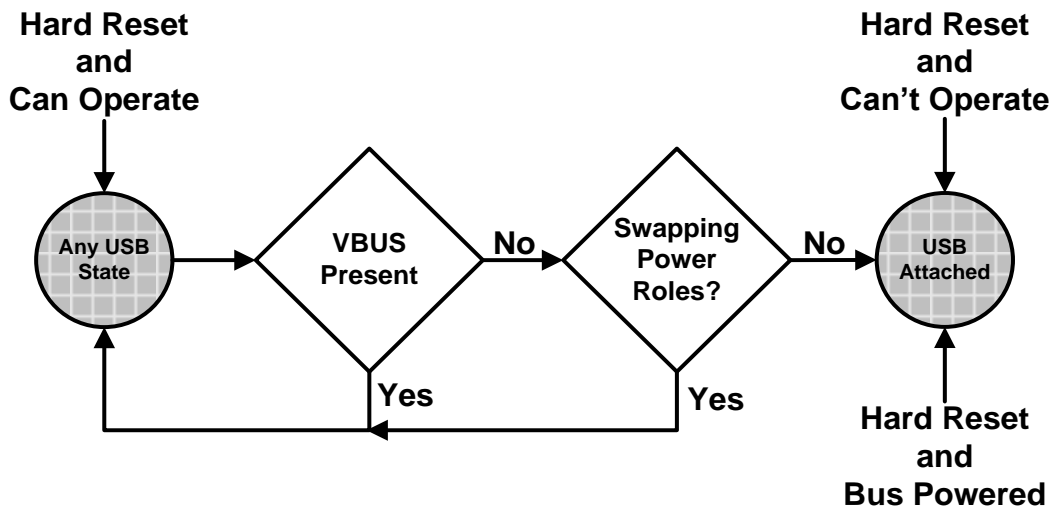 Hard Reset
and
Can Operate
Hard Reset
and
Can't Operate
Any USB
State
VBUS
Present
No
Swapping
Power
Roles?
No
USB
Attached
Yes
Yes
Hard Reset
and
Bus Powered